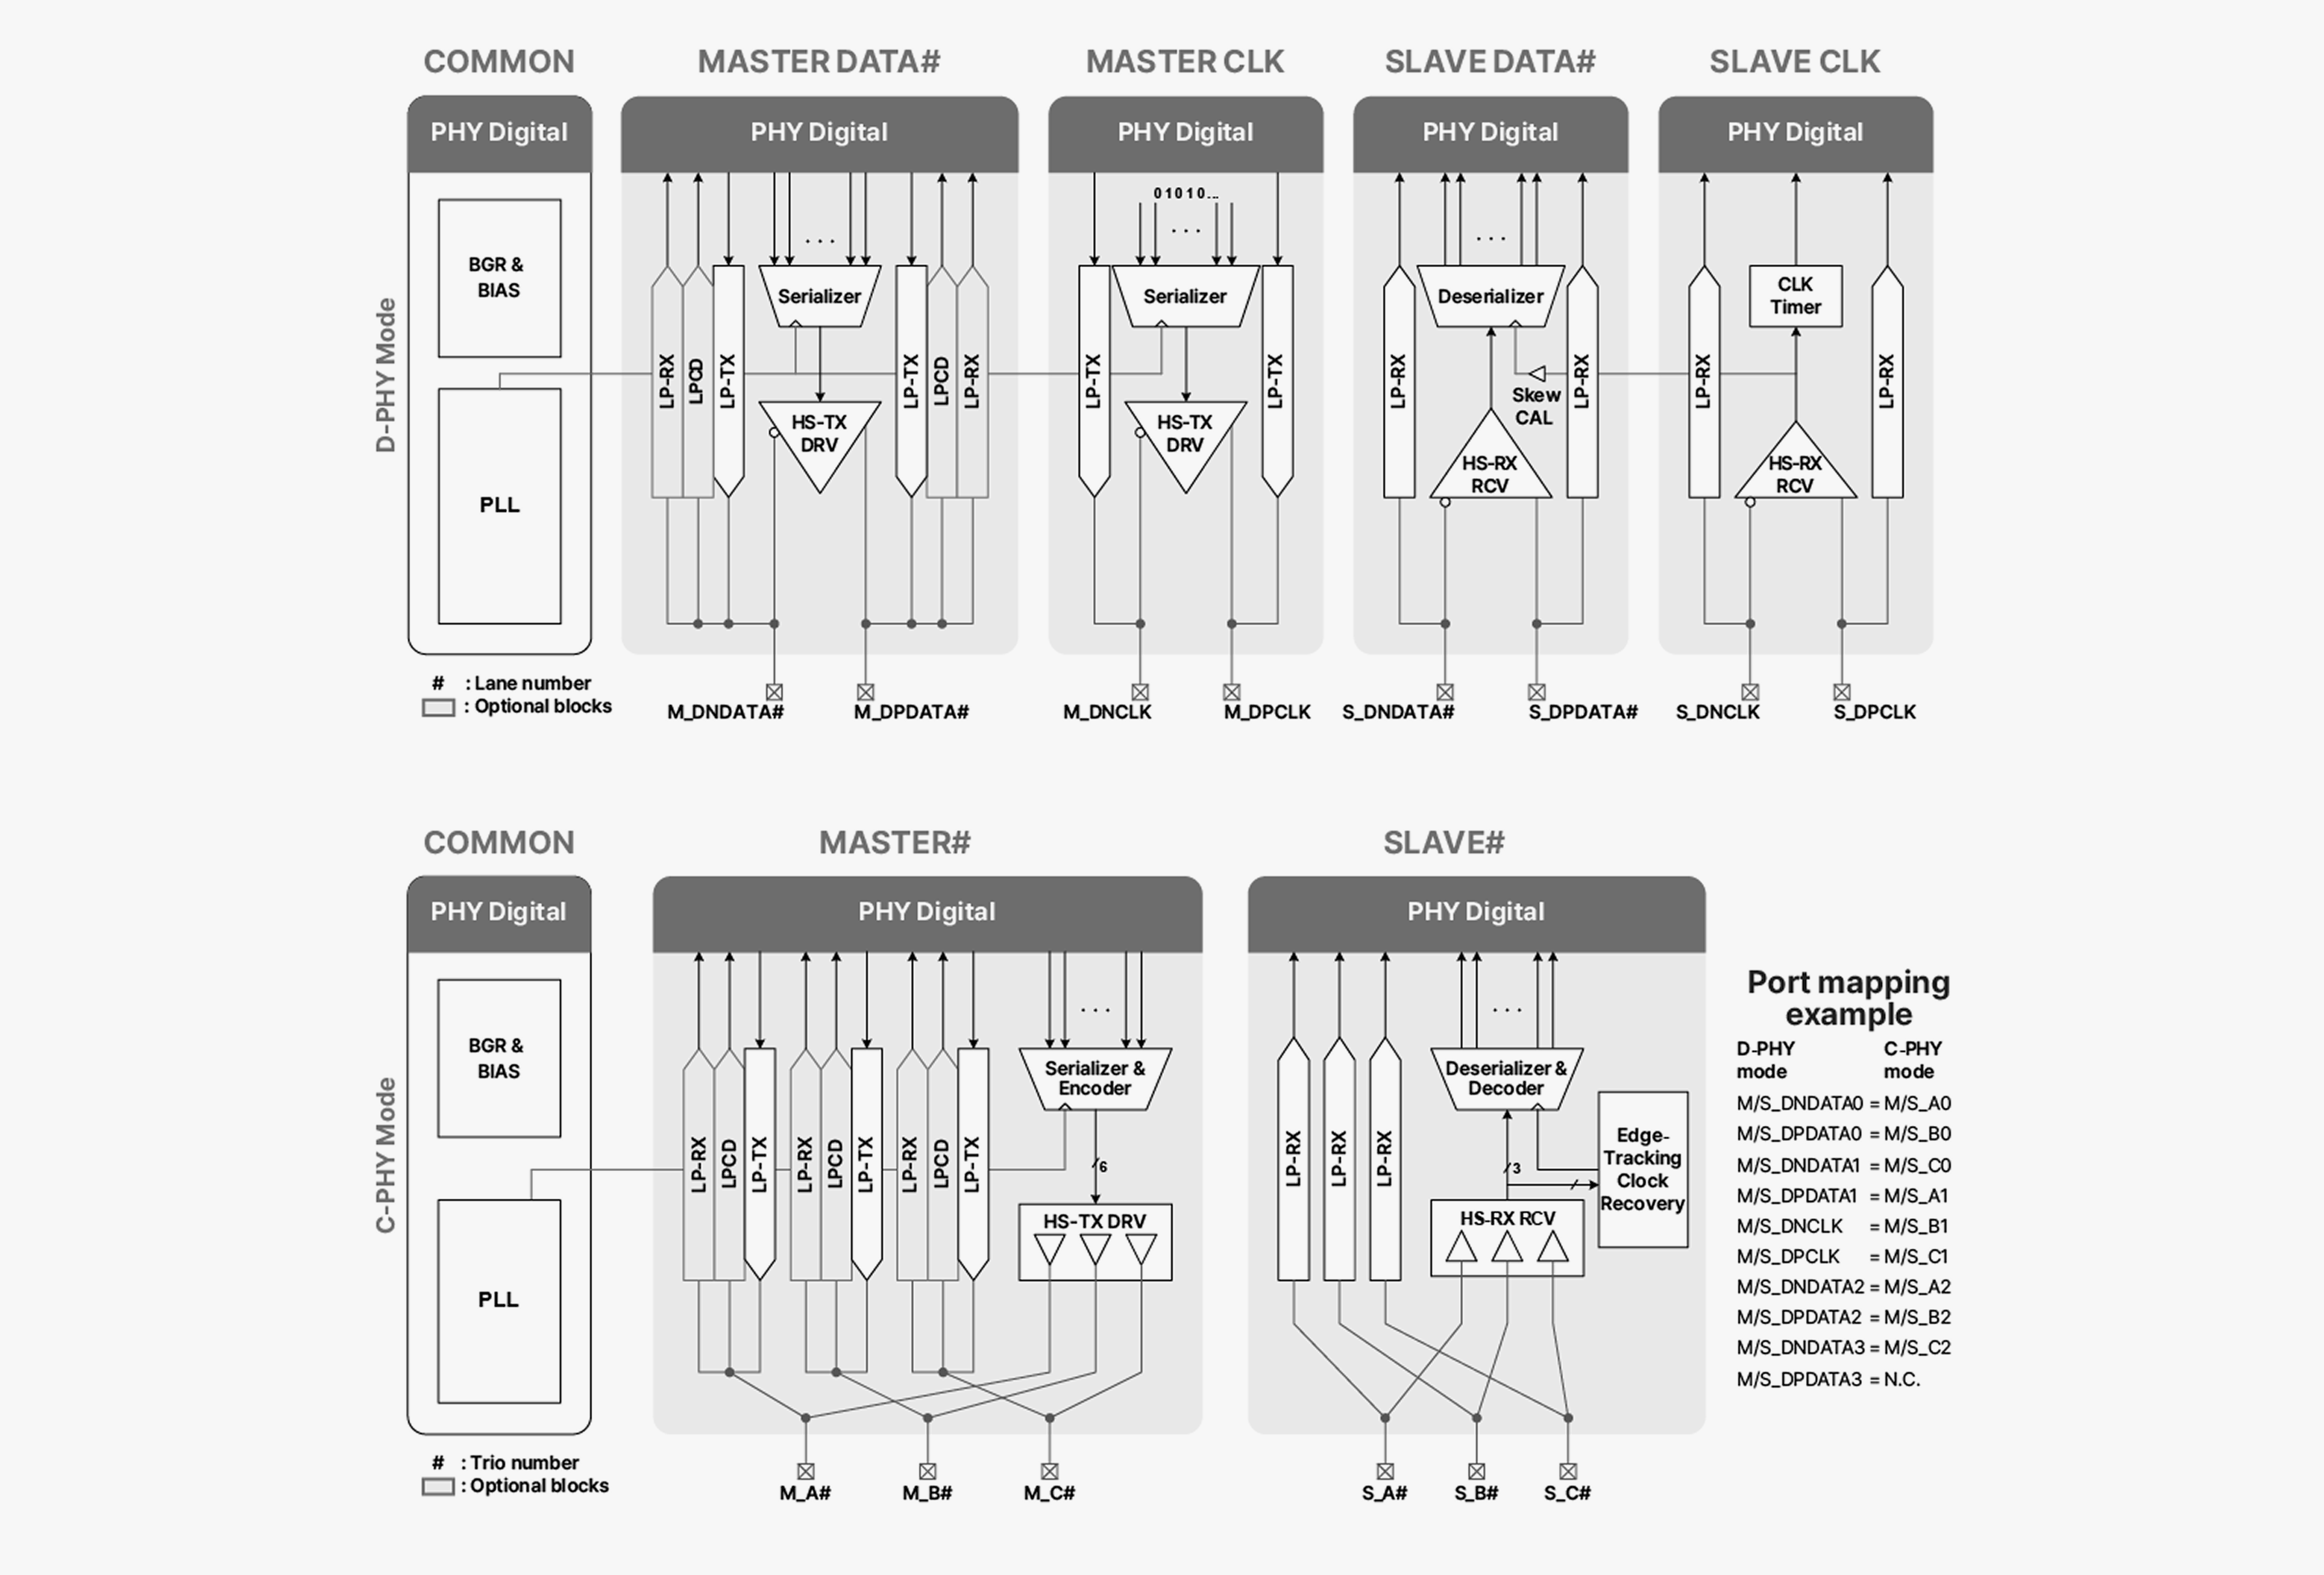 COMMON
MASTER DATA#
MASTER CLK
SLAVE DATA#
SLAVE CLK
D-PHY Mode
PHY Digital
PHY Digital
PHY Digital
PHY Digital
PHY Digital
BGR &
BIAS
PLL
LP-RX
LPCD
LP-TX
...
Serializer
HS-TX
DRV
LP-TX
LPCD
LP-RX
LP-TX
01010...
...
Serializer
HS-TX
DRV
LP-TX
LP-RX
...
Deserializer
Skew
CAL
HS-RX
RCV
LP-RX
LP-RX
CLK
Timer
HS-RX
RCV
LP-RX
# : Lane number
: Optional blocks
M_DNDATA#
M_DPDATA#
M_DNCLK
M_DPCLK
S_DNDATA#
S_DPDATA#
S_DNCLK
S_DPCLK
COMMON
MASTER#
SLAVE#
C-PHY Mode
PHY Digital
PHY Digital
PHY Digital
BGR &
BIAS
PLL
LP-RX
LPCD
LP-TX
LP-RX
LPCD
LP-TX
LP-RX
LPCD
LP-TX
...
Serializer &
Encoder
6
HS-TX DRV
LP-RX
LP-RX
LP-RX
...
Deserializer &
Decoder
3
HS-RX RCV
Edge-
Tracking
Clock
Recovery
# : Trio number
: Optional blocks
M_A#
M_B#
M_C#
S_A#
S_B#
S_C#
Port mapping
example
D-PHY mode
C-PHY mode
M/S_DNDATA0 = M/S_A0
M/S_DPDATA0 = M/S_B0
M/S_DNDATA1 = M/S_C0
M/S_DPDATA1 = M/S_A1
M/S_DNCLK = M/S_B1
M/S_DPCLK = M/S_C1
M/S_DNDATA2 = M/S_A2
M/S_DPDATA2 = M/S_B2
M/S_DNDATA3 = M/S_C2
M/S_DPDATA3 = N.C.